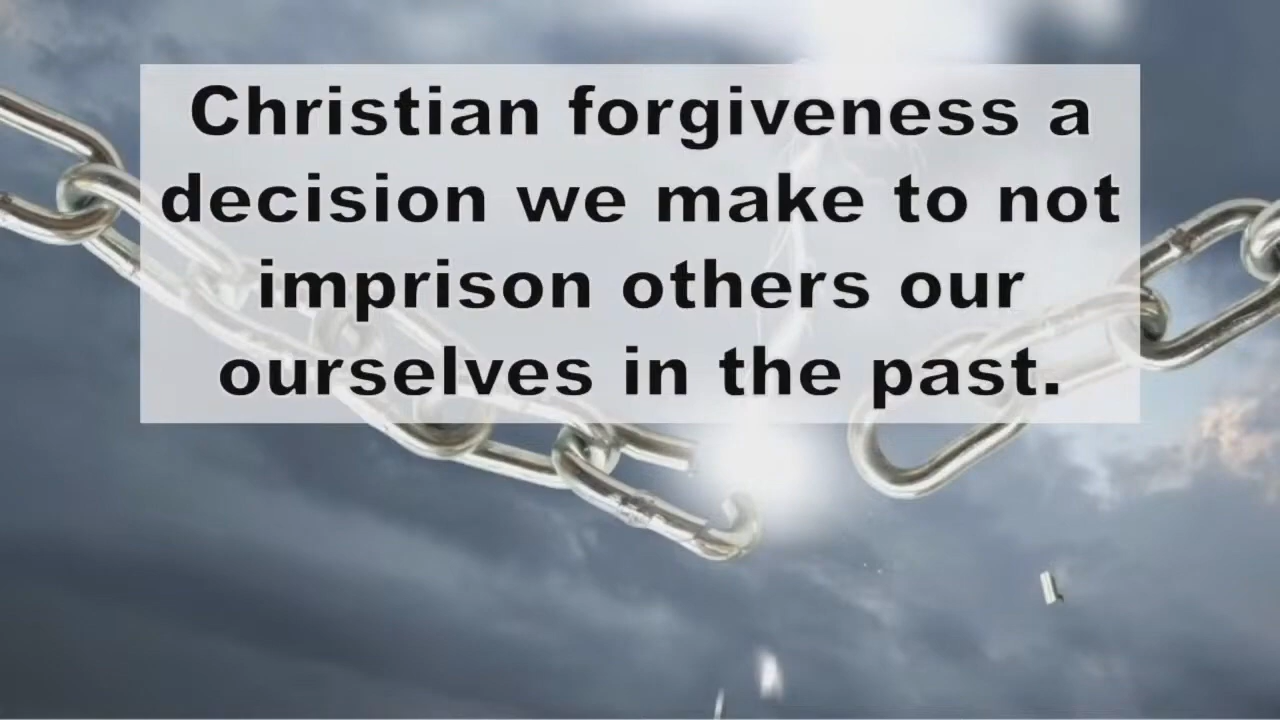 Christian forgiveness a
decision we make to not
imprison others our
ourselves in the past.